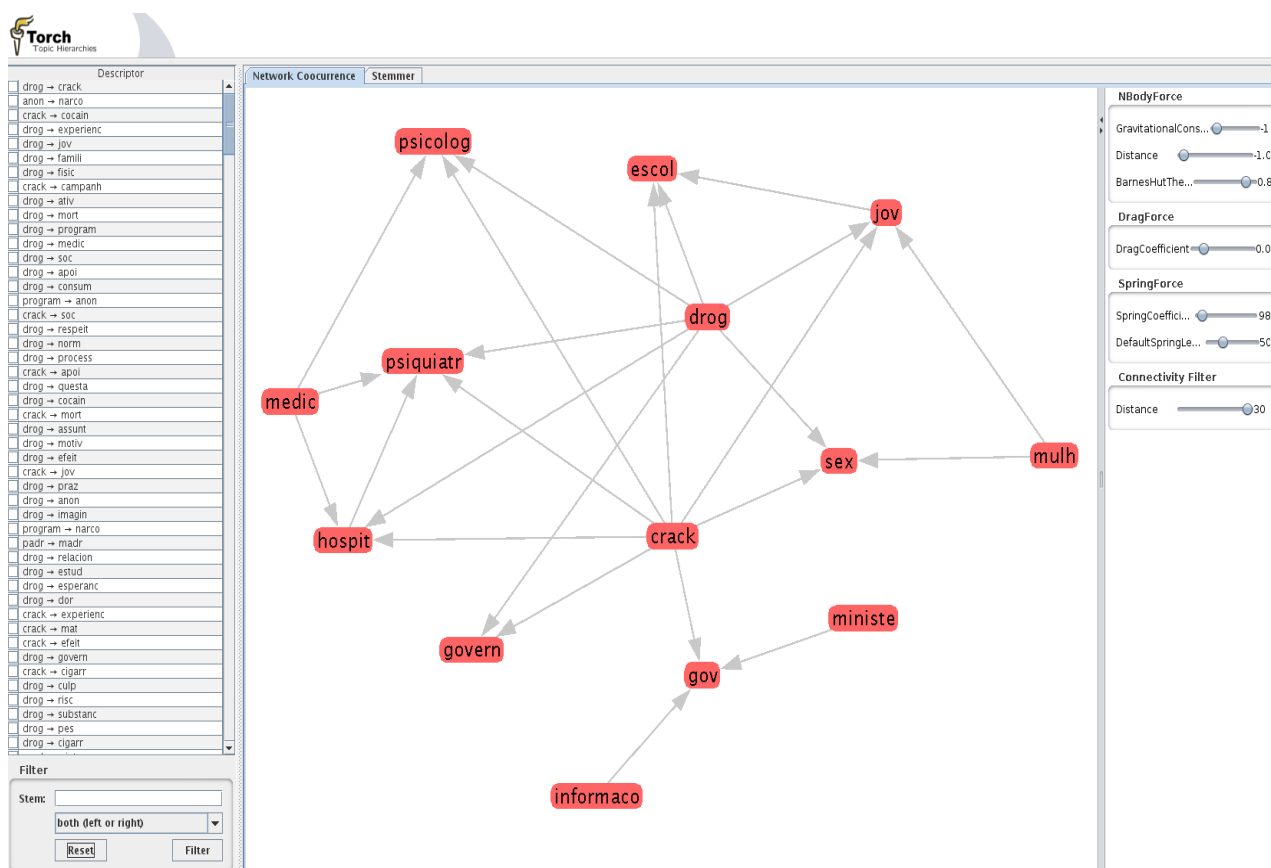 Torch
Topic Hierarchies
Descriptor
drog → crack
anon → narco
crack → cocain
drog → experienc
drog → jov
drog → famili
drog → fisic
crack → campanh
drog → ativ
drog → mort
drog → program
drog → medic
drog → soc
drog → apoi
drog → consum
program → anon
crack → soc
drog → respeit
drog → norm
drog → process
crack → apoi
drog → questa
drog → cocain
crack → mort
drog → assunt
drog → motiv
drog → efeit
crack → jov
drog → praz
drog → anon
drog → imagin
program → narco
padr → madr
drog → relacion
drog → estud
drog → esperanc
drog → dor
crack → experienc
crack → mat
crack → efeit
drog → govern
crack → cigarr
drog → culp
drog → risc
drog → substanc
drog → pes
drog → cigarr
Filter
Stem:
both (left or right)
Reset Filter
Network Coocurrence Stemmer
psicolog
escol
jov
drog
psiquiatr
medic
sex
mulh
hospit
crack
ministe
govern
gov
informaco
NBodyForce
GravitationalCons... -1
Distance -1.0
BarnesHutThe... 0.8
DragForce
DragCoefficient 0.0
SpringForce
SpringCoeffici... 98
DefaultSpringLe... 50
Connectivity Filter
Distance 30